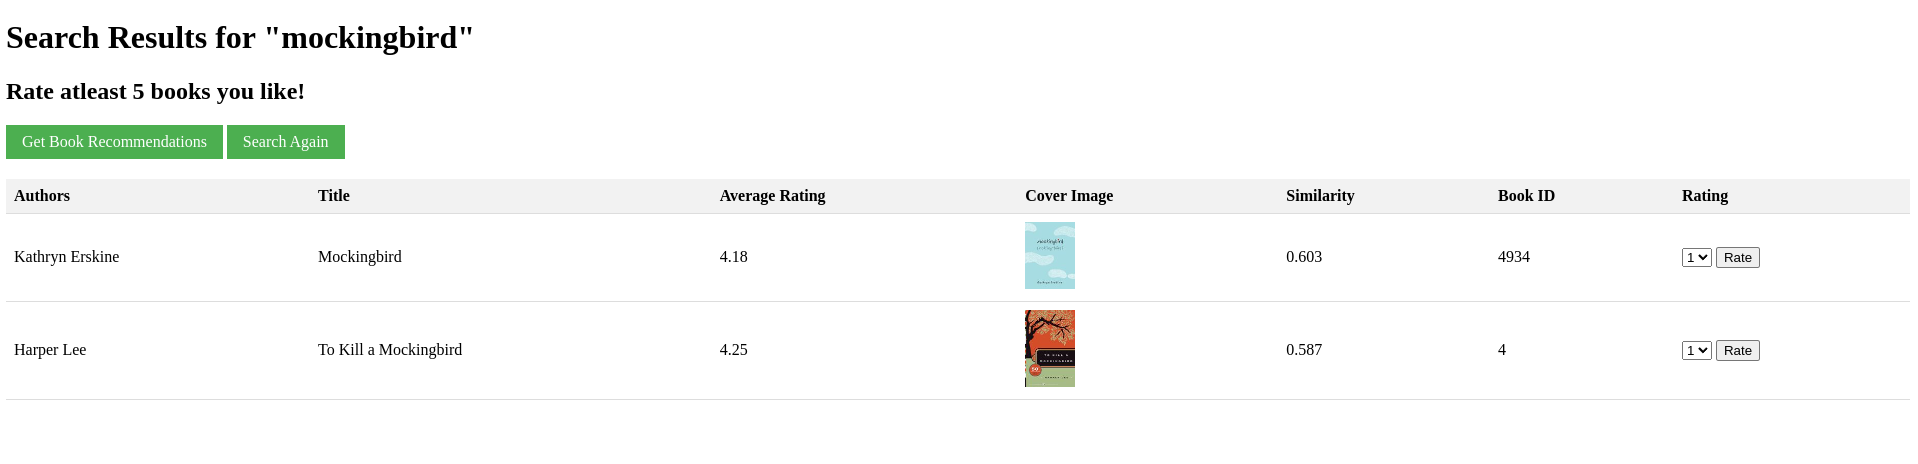 Search Results for "mockingbird"
Rate atleast 5 books you like!
Get Book Recommendations Search Again
Authors Title Average Rating Cover Image Similarity Book ID Rating
Kathryn Erskine Mockingbird 4.18 mockingbird 0.603 4934 1 Rate
Harper Lee To Kill a Mockingbird 4.25 0.587 4 1 Rate
TO KILL A
MOCKINGBIRD